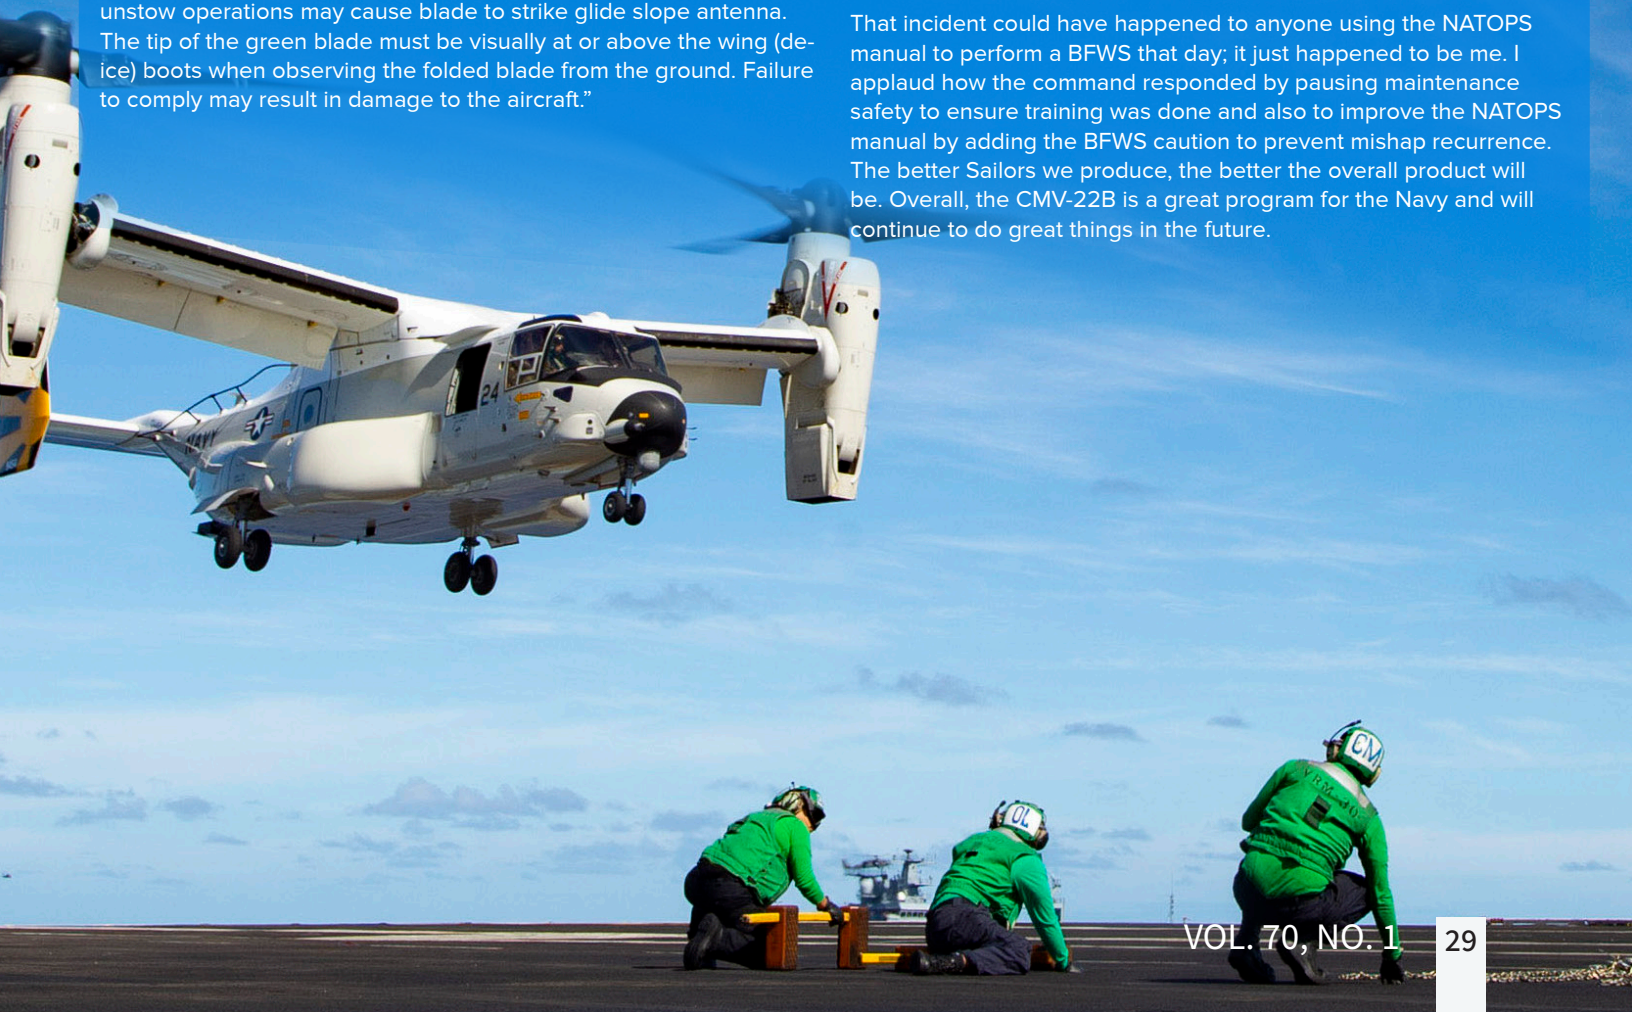 unstow operations may cause blade to strike glide slope antenna.
The tip of the green blade must be visually at or above the wing (de-
ice) boots when observing the folded blade from the ground. Failure
to comply may result in damage to the aircraft.”
That incident could have happened to anyone using the NATOPS
manual to perform a BFWS that day; it just happened to be me. I
applaud how the command responded by pausing maintenance
safety to ensure training was done and also to improve the NATOPS
manual by adding the BFWS caution to prevent mishap recurrence.
The better Sailors we produce, the better the overall product will
be. Overall, the CMV-22B is a great program for the Navy and will
continue to do great things in the future.
24
NAVY
CM
VRM-30
OL
VOL. 70, NO. 1
29